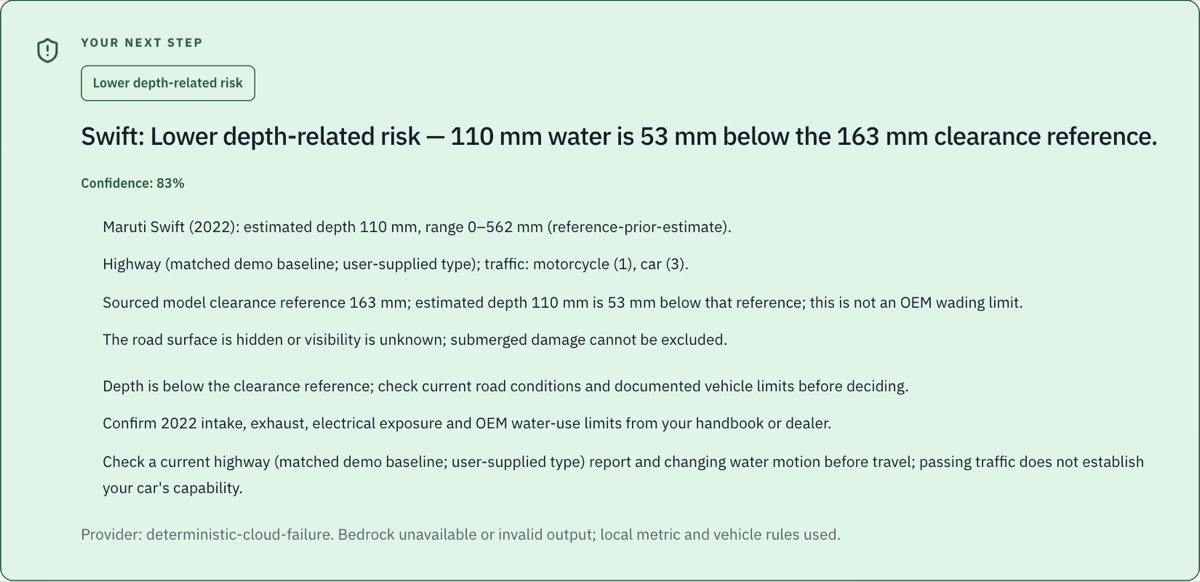 YOUR NEXT STEP
Lower depth-related risk
Swift: Lower depth-related risk — 110 mm water is 53 mm below the 163 mm clearance reference.
Confidence: 83%
Maruti Swift (2022): estimated depth 110 mm, range 0–562 mm (reference-prior-estimate).
Highway (matched demo baseline; user-supplied type); traffic: motorcycle (1), car (3).
Sourced model clearance reference 163 mm; estimated depth 110 mm is 53 mm below that reference; this is not an OEM wading limit.
The road surface is hidden or visibility is unknown; submerged damage cannot be excluded.
Depth is below the clearance reference; check current road conditions and documented vehicle limits before deciding.
Confirm 2022 intake, exhaust, electrical exposure and OEM water-use limits from your handbook or dealer.
Check a current highway (matched demo baseline; user-supplied type) report and changing water motion before travel; passing traffic does not establish
your car's capability.
Provider: deterministic-cloud-failure. Bedrock unavailable or invalid output; local metric and vehicle rules used.